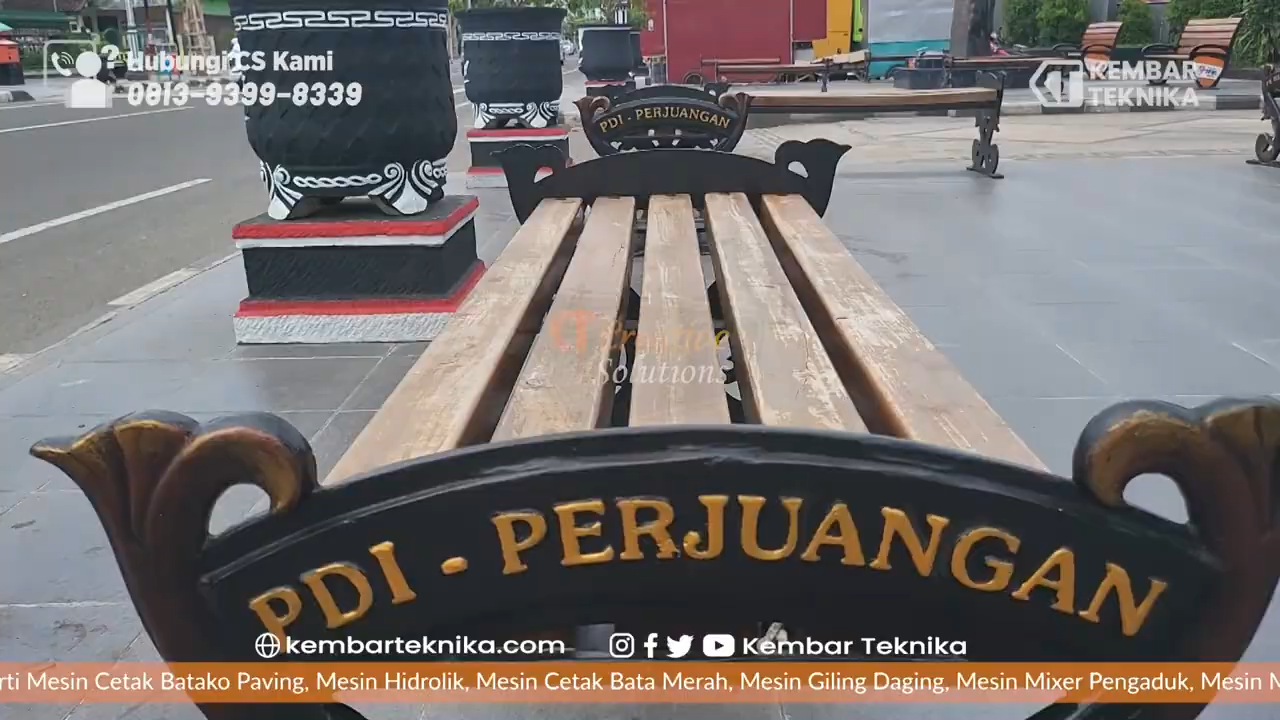 Hubungi CS Kami
0813-9399-8339
KEMBAR
TEKNIKA
PDI - PERJUANGAN
Creative
Solutions
PDI - PERJUANGAN
kembarteknika.com
Kembar Teknika
rti Mesin Cetak Batako Paving, Mesin Hidrolik, Mesin Cetak Bata Merah, Mesin Giling Daging, Mesin Mixer Pengaduk, Mesin M